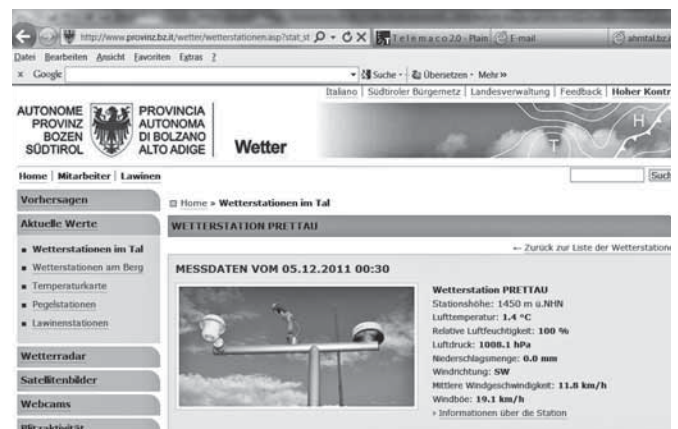 http://www.provinz.bz.it/wetter/wetterstationen.asp?stat_st
Telemaco 2.0 - Plain
E-mail
ahrntal.bz.i
Datei Bearbeiten Ansicht Favoriten Extras ?
x Google Suche Übersetzen Mehr »
Italiano | Südtiroler Bürgernetz | Landesverwaltung | Feedback | Hoher Kontr
AUTONOME PROVINZ BOZEN SÜDTIROL
PROVINCIA AUTONOMA DI BOLZANO ALTO ADIGE
Wetter
H
T
Home | Mitarbeiter | Lawinen
Such
Vorhersagen
Home » Wetterstationen im Tal
Aktuelle Werte
WETTERSTATION PRETTAU
Wetterstationen im Tal
Wetterstationen am Berg
Temperaturkarte
Pegelstationen
Lawinenstationen
Wetterradar
Satellitenbilder
Webcams
Blitzaktivität
← Zurück zur Liste der Wetterstatione
MESSDATEN VOM 05.12.2011 00:30
Wetterstation PRETTAU
Stationshöhe: 1450 m ü.NHN
Lufttemperatur: 1.4 °C
Relative Luftfeuchtigkeit: 100 %
Luftdruck: 1008.1 hPa
Niederschlagsmenge: 0.0 mm
Windrichtung: SW
Mittlere Windgeschwindigkeit: 11.8 km/h
Windböe: 19.1 km/h
› Informationen über die Station